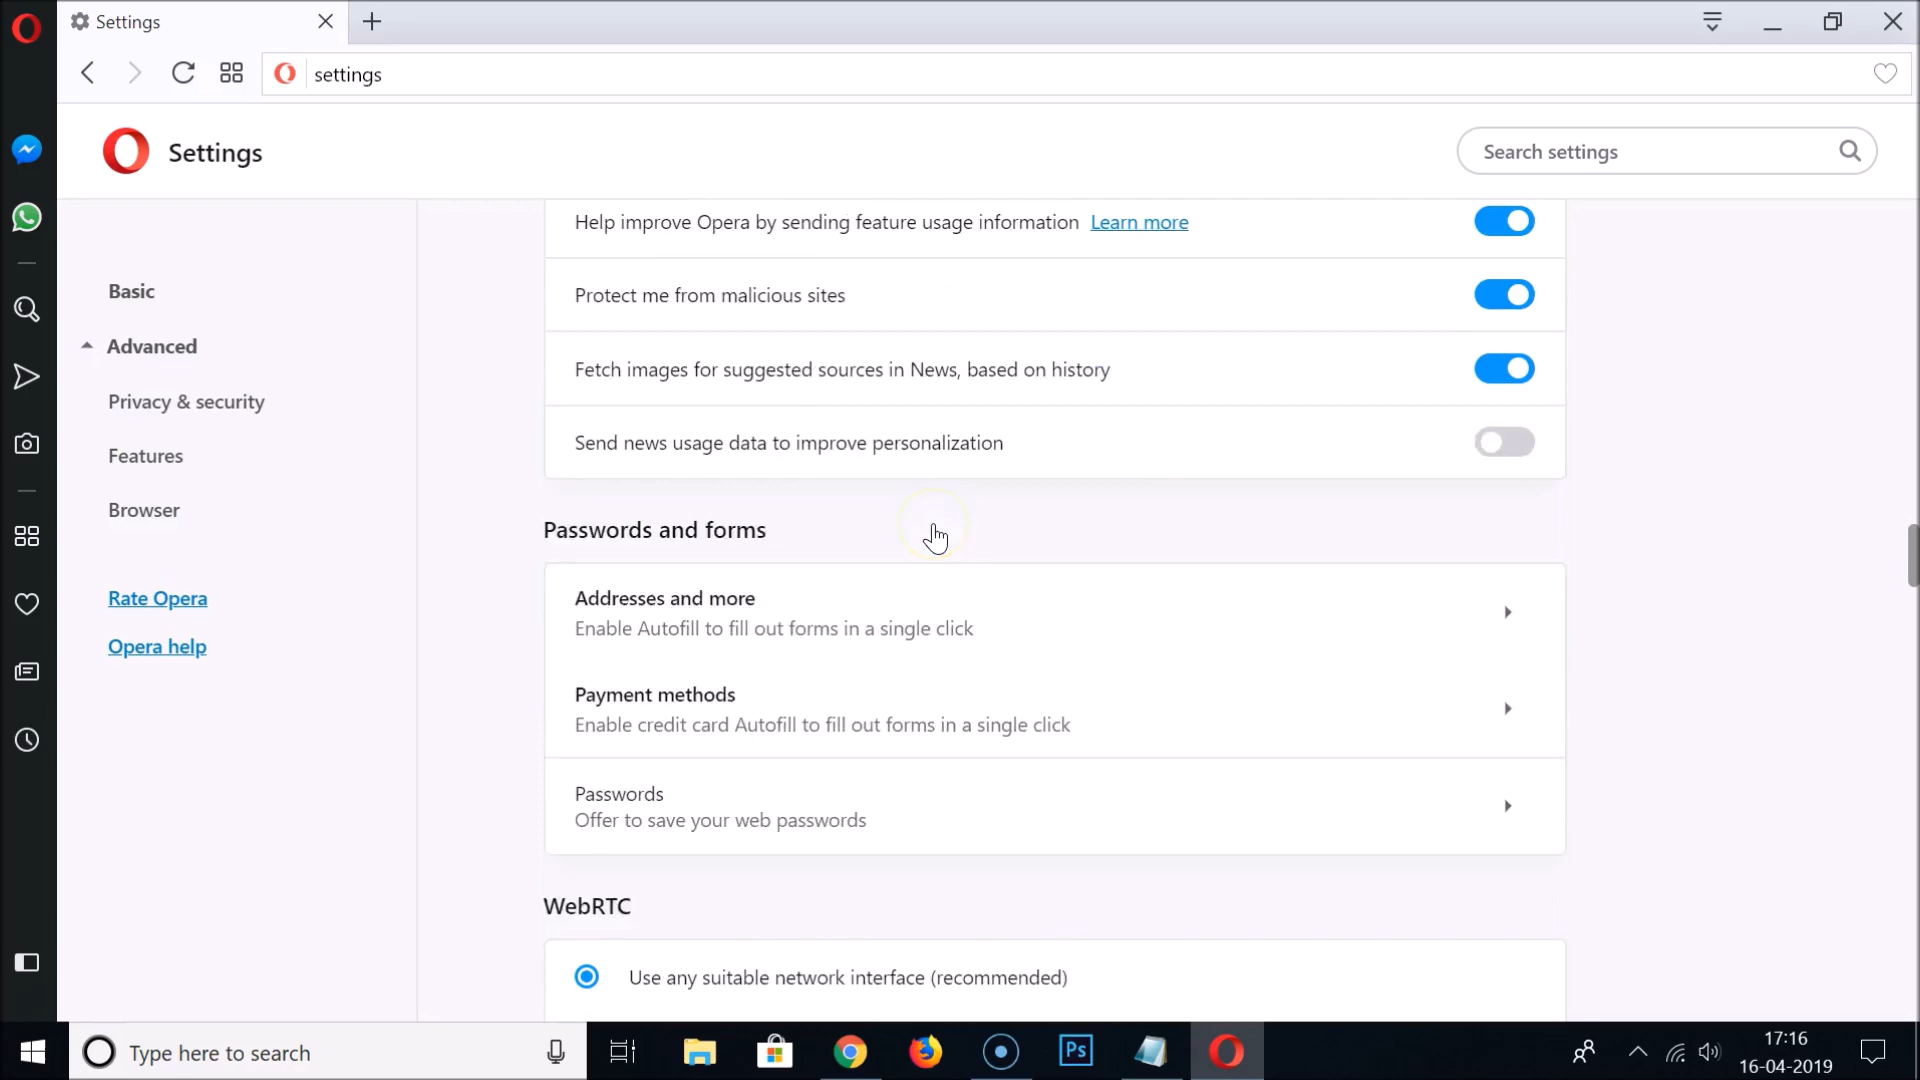 Settings
settings
Settings
Search settings
Basic
Advanced
Privacy & security
Features
Browser
Rate Opera
Opera help
Help improve Opera by sending feature usage information Learn more
Protect me from malicious sites
Fetch images for suggested sources in News, based on history
Send news usage data to improve personalization
Passwords and forms
Addresses and more
Enable Autofill to fill out forms in a single click
Payment methods
Enable credit card Autofill to fill out forms in a single click
Passwords
Offer to save your web passwords
WebRTC
Use any suitable network interface (recommended)
Type here to search
Ps
17:16
16-04-2019